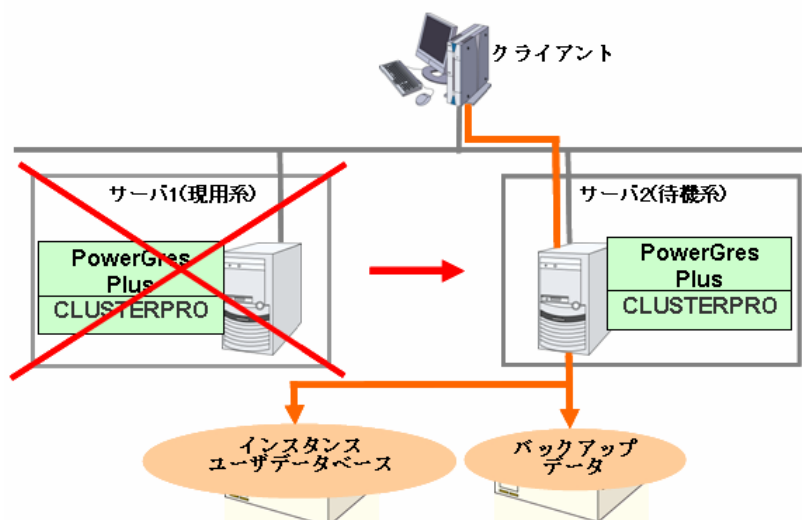 クライアント
サーバ1(現用系)
PowerGres
Plus
CLUSTERPRO
サーバ2(待機系)
PowerGres
Plus
CLUSTERPRO
インスタンス
ユーザデータベース
バックアップ
データ